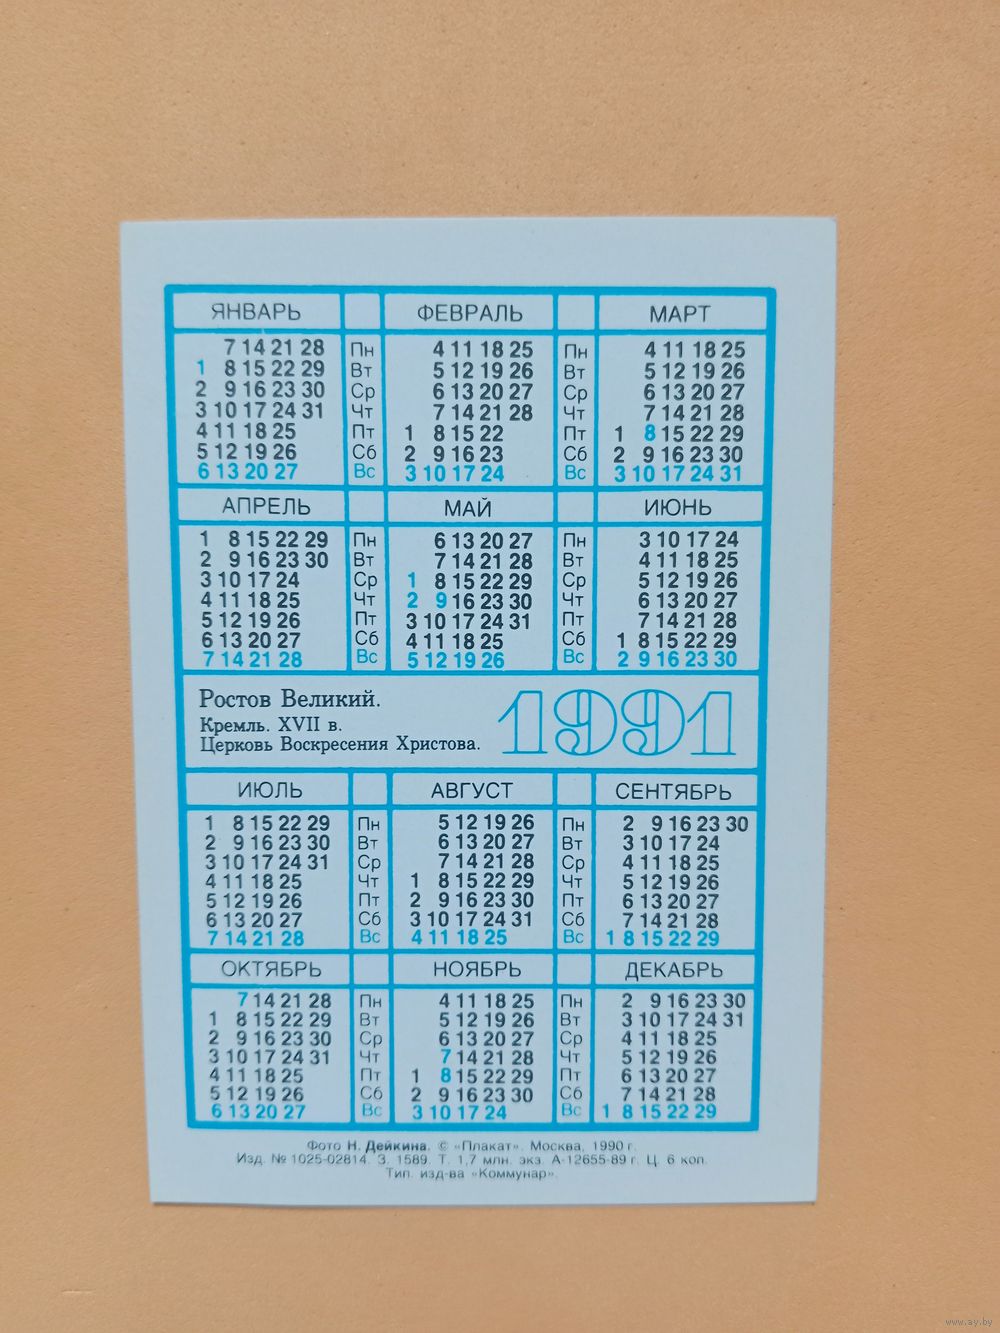 ЯНВАРЬ ФЕВРАЛЬ МАРТ
7 14 21 28 Пн 4 11 18 25 Пн 4 11 18 25
1 8 15 22 29 Вт 5 12 19 26 Вт 5 12 19 26
2 9 16 23 30 Ср 6 13 20 27 Ср 6 13 20 27
3 10 17 24 31 Чт 7 14 21 28 Чт 7 14 21 28
4 11 18 25 Пт 1 8 15 22 Пт 1 8 15 22 29
5 12 19 26 Сб 2 9 16 23 Сб 2 9 16 23 30
6 13 20 27 Вс 3 10 17 24 Вс 3 10 17 24 31
АПРЕЛЬ МАЙ ИЮНЬ
1 8 15 22 29 Пн 6 13 20 27 Пн 3 10 17 24
2 9 16 23 30 Вт 7 14 21 28 Вт 4 11 18 25
3 10 17 24 Ср 1 8 15 22 29 Ср 5 12 19 26
4 11 18 25 Чт 2 9 16 23 30 Чт 6 13 20 27
5 12 19 26 Пт 3 10 17 24 31 Пт 7 14 21 28
6 13 20 27 Сб 4 11 18 25 Сб 1 8 15 22 29
7 14 21 28 Вс 5 12 19 26 Вс 2 9 16 23 30
Ростов Великий.
Кремль. XVII в.
Церковь Воскресения Христова.
1991
ИЮЛЬ АВГУСТ СЕНТЯБРЬ
1 8 15 22 29 Пн 5 12 19 26 Пн 2 9 16 23 30
2 9 16 23 30 Вт 6 13 20 27 Вт 3 10 17 24
3 10 17 24 31 Ср 7 14 21 28 Ср 4 11 18 25
4 11 18 25 Чт 1 8 15 22 29 Чт 5 12 19 26
5 12 19 26 Пт 2 9 16 23 30 Пт 6 13 20 27
6 13 20 27 Сб 3 10 17 24 31 Сб 7 14 21 28
7 14 21 28 Вс 4 11 18 25 Вс 1 8 15 22 29
ОКТЯБРЬ НОЯБРЬ ДЕКАБРЬ
7 14 21 28 Пн 4 11 18 25 Пн 2 9 16 23 30
1 8 15 22 29 Вт 5 12 19 26 Вт 3 10 17 24 31
2 9 16 23 30 Ср 6 13 20 27 Ср 4 11 18 25
3 10 17 24 31 Чт 7 14 21 28 Чт 5 12 19 26
4 11 18 25 Пт 1 8 15 22 29 Пт 6 13 20 27
5 12 19 26 Сб 2 9 16 23 30 Сб 7 14 21 28
6 13 20 27 Вс 3 10 17 24 Вс 1 8 15 22 29
Фото Н. Дейкина. © «Плакат». Москва, 1990 г.
Изд. № 1025-02814. З. 1589. Т. 1,7 млн. экз. А-12655-89 г. Ц. 6 коп.
Тип. изд-ва «Коммунар».
www.ay.by